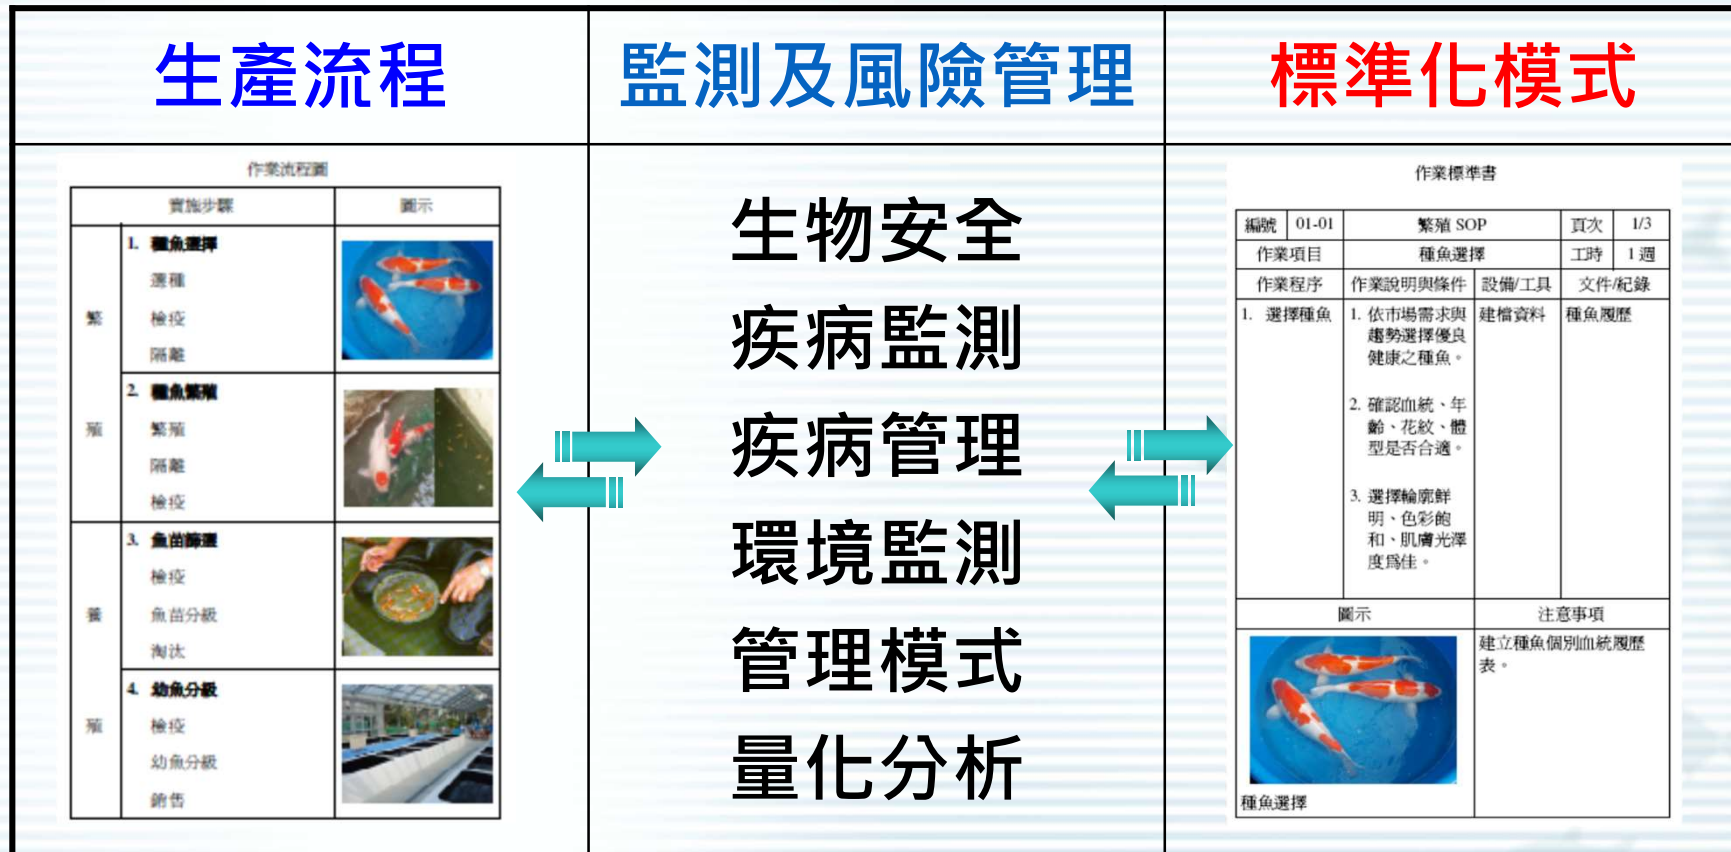 生產流程
監測及風險管理
標準化模式
作業流程圖
實施步驟 圖示
繁
殖
1. 種魚選擇
選種
檢疫
隔離
2. 種魚繁殖
繁殖
隔離
檢疫
養
殖
3. 魚苗篩選
檢疫
魚苗分級
淘汰
4. 幼魚分級
檢疫
幼魚分級
銷售
生物安全
疾病監測
疾病管理
環境監測
管理模式
量化分析
作業標準書
編號 01-01 繁殖 SOP 頁次 1/3
作業項目 種魚選擇 工時 1 週
作業程序 作業說明與條件 設備/工具 文件/紀錄
1. 選擇種魚
1. 依市場需求與
趨勢選擇優良
健康之種魚。
2. 確認血統、年
齡、花紋、體
型是否合適。
3. 選擇輪廓鮮
明、色彩飽
和、肌膚光澤
度爲佳。
建檔資料
種魚履歷
圖示 注意事項
種魚選擇
建立種魚個別血統履歷
表。